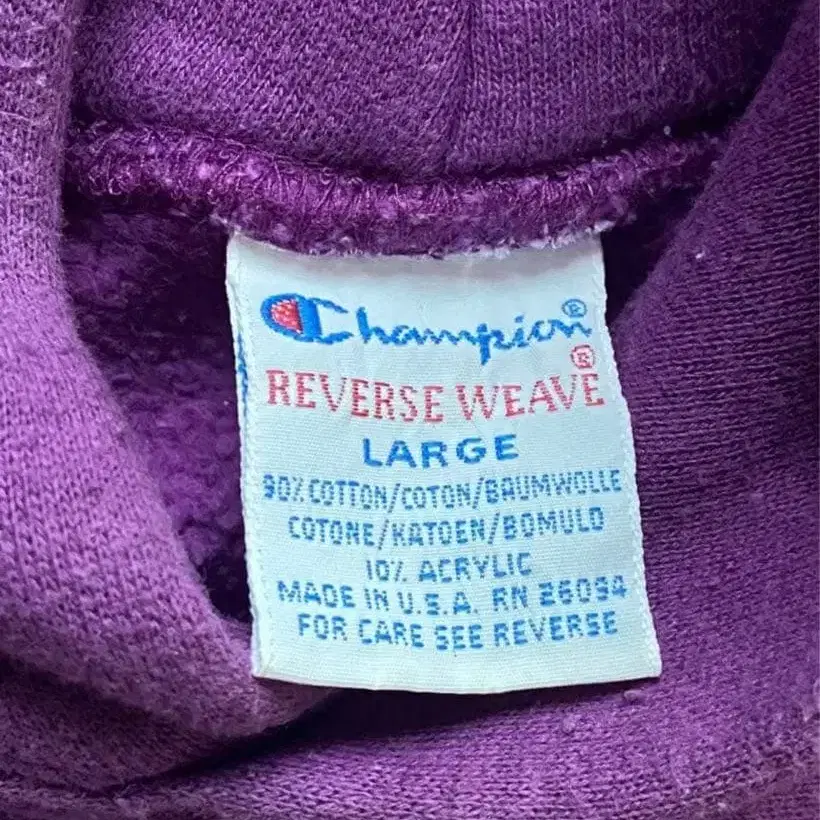 Champion®
REVERSE WEAVE®
LARGE
90% COTTON/COTON/BAUMWOLLE
COTONE/KATOEN/BOMULD
10% ACRYLIC
MADE IN U.S.A. RN 26094
FOR CARE SEE REVERSE